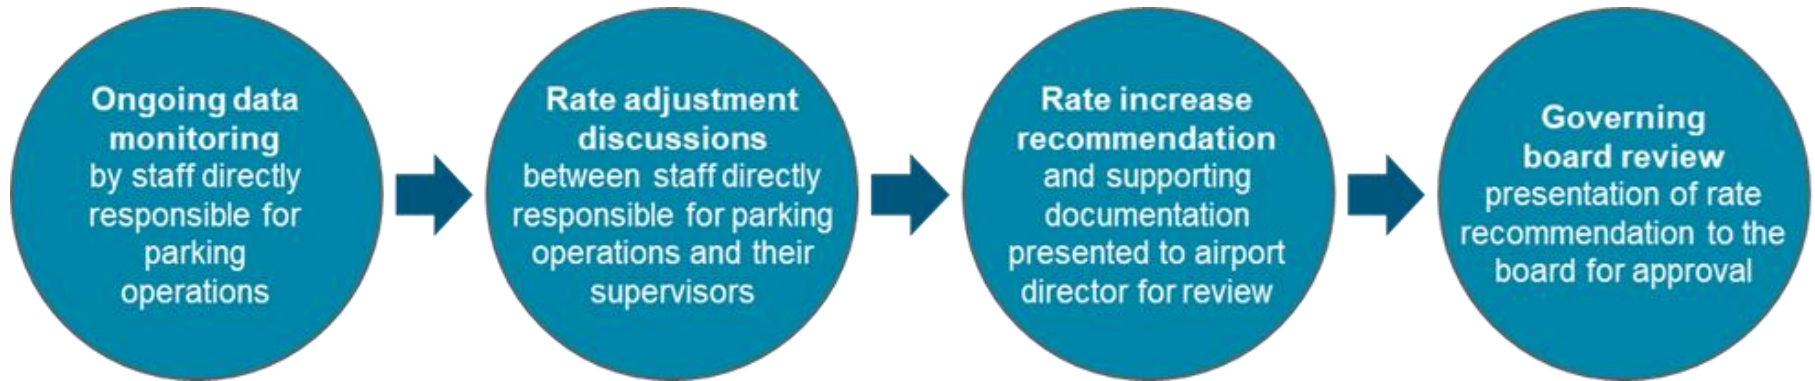 Ongoing data
monitoring
by staff directly
responsible for
parking
operations
Rate adjustment
discussions
between staff directly
responsible for parking
operations and their
supervisors
Rate increase
recommendation
and supporting
documentation
presented to airport
director for review
Governing
board review
presentation of rate
recommendation to the
board for approval